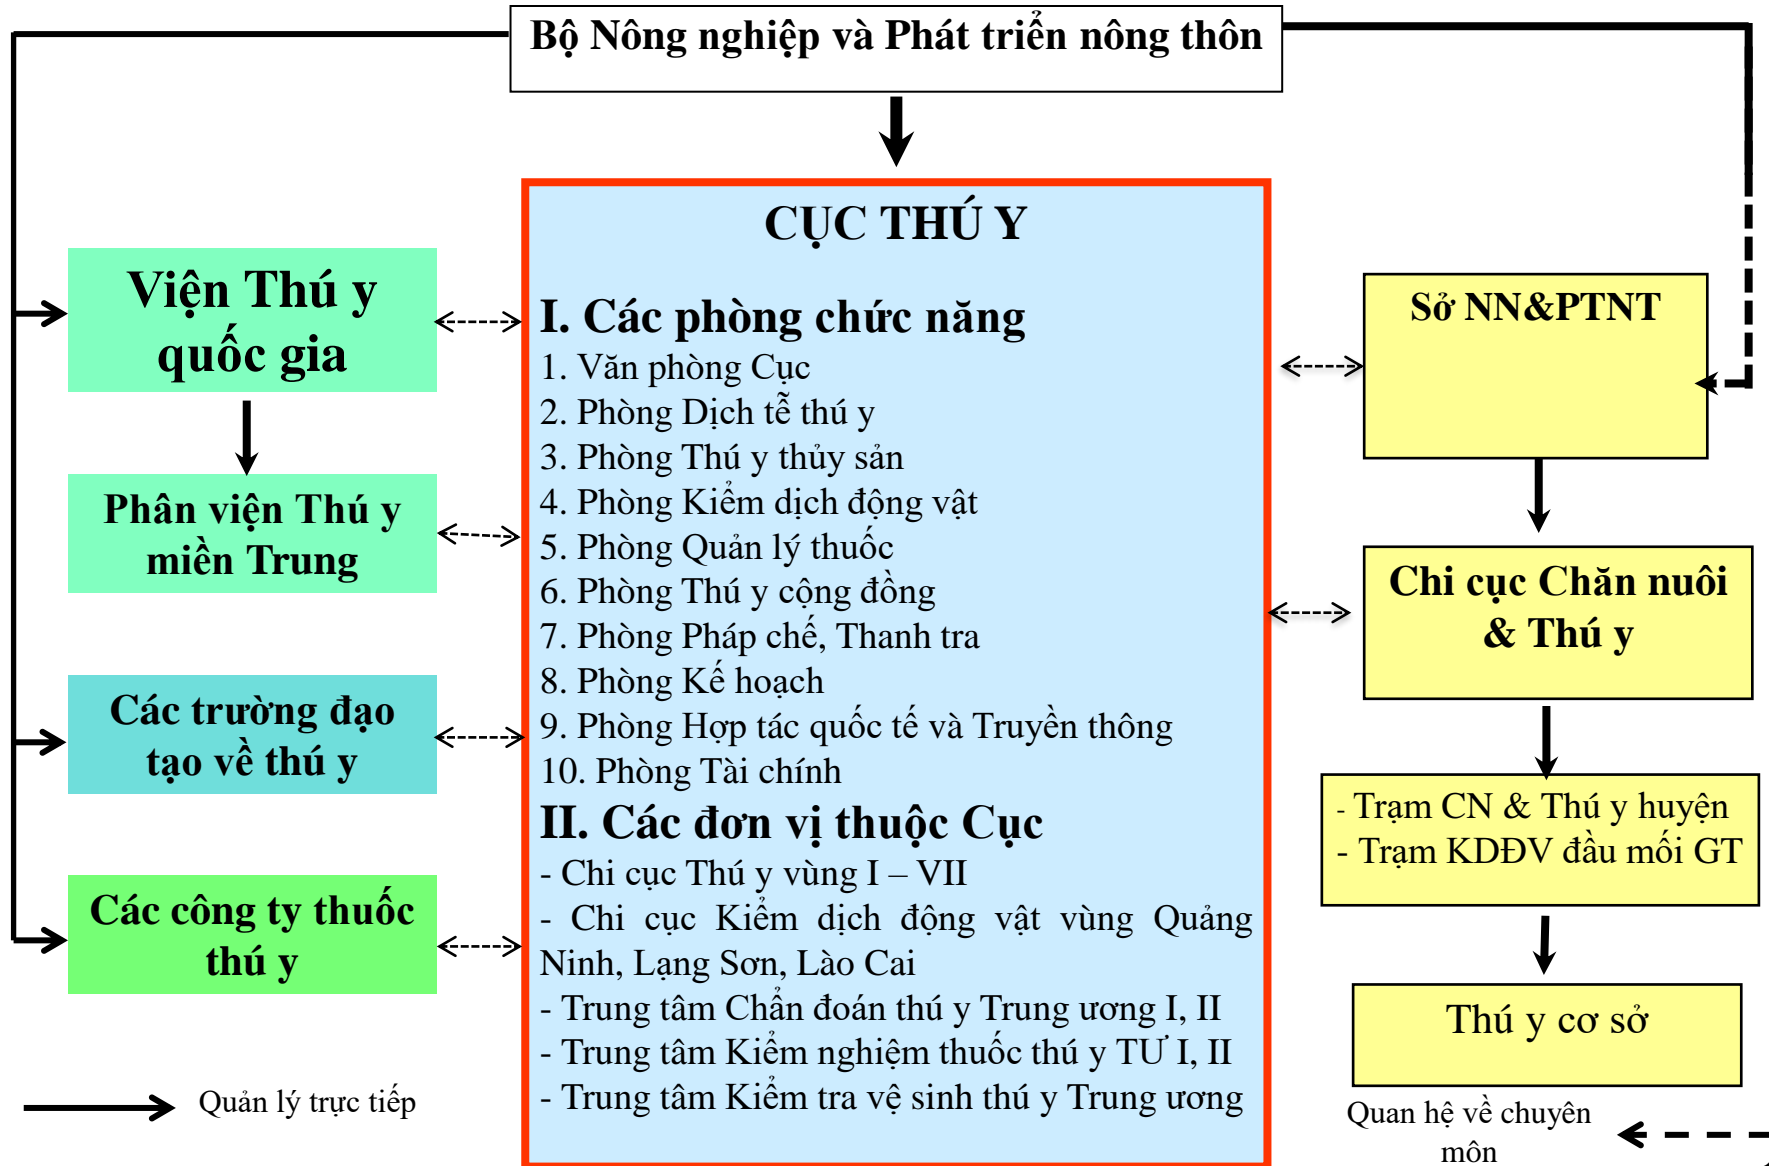 Bộ Nông nghiệp và Phát triển nông thôn
Viện Thú y
quốc gia
Phân viện Thú y
miền Trung
Các trường đạo
tạo về thú y
Các công ty thuốc
thú y
Quản lý trực tiếp
CỤC THÚ Y
I. Các phòng chức năng
1. Văn phòng Cục
2. Phòng Dịch tễ thú y
3. Phòng Thú y thủy sản
4. Phòng Kiểm dịch động vật
5. Phòng Quản lý thuốc
6. Phòng Thú y cộng đồng
7. Phòng Pháp chế, Thanh tra
8. Phòng Kế hoạch
9. Phòng Hợp tác quốc tế và Truyền thông
10. Phòng Tài chính
II. Các đơn vị thuộc Cục
- Chi cục Thú y vùng I – VII
- Chi cục Kiểm dịch động vật vùng Quảng
Ninh, Lạng Sơn, Lào Cai
- Trung tâm Chẩn đoán thú y Trung ương I, II
- Trung tâm Kiểm nghiệm thuốc thú y TƯ I, II
- Trung tâm Kiểm tra vệ sinh thú y Trung ương
Sở NN&PTNT
Chi cục Chăn nuôi
& Thú y
- Trạm CN & Thú y huyện
- Trạm KDĐV đầu mối GT
Thú y cơ sở
Quan hệ về chuyên
môn